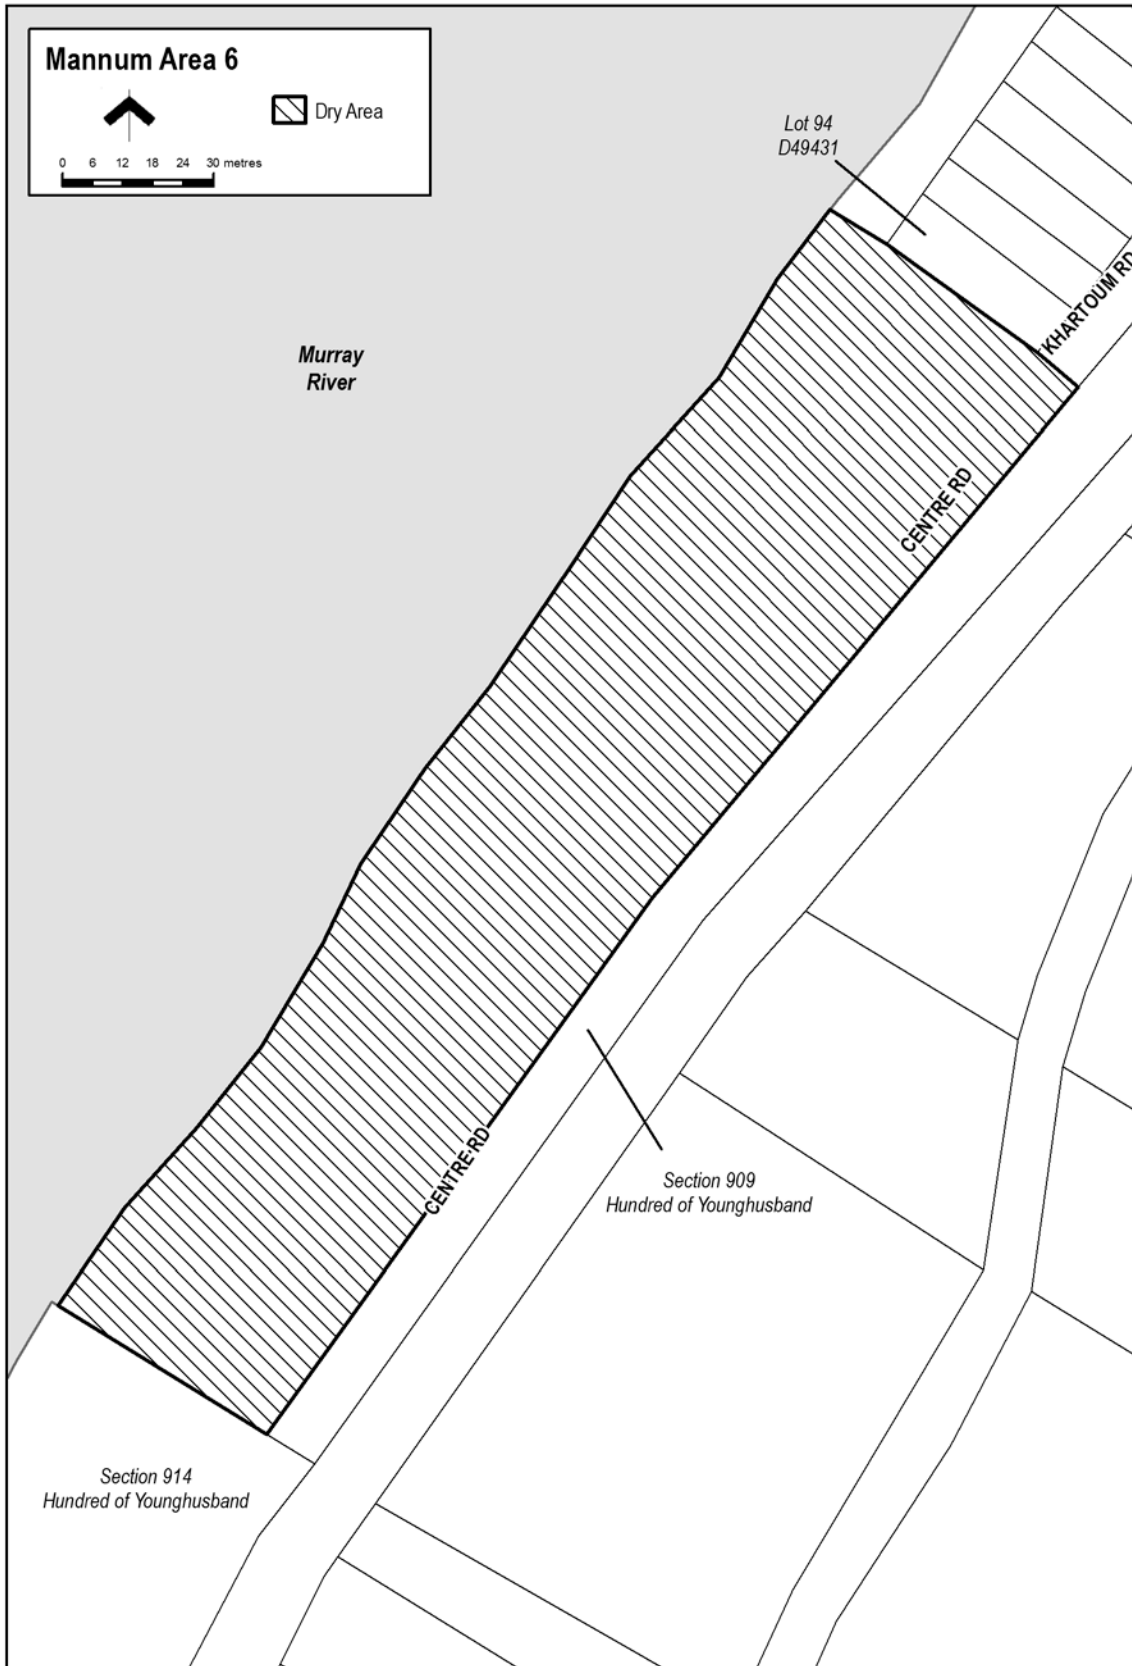 Mannum Area 6
Dry Area
0 6 12 18 24 30 metres
Lot 94
D49431
KHARTOUM RD
Murray
River
CENTRE RD
CENTRE RD
Section 909
Hundred of Younghusband
Section 914
Hundred of Younghusband